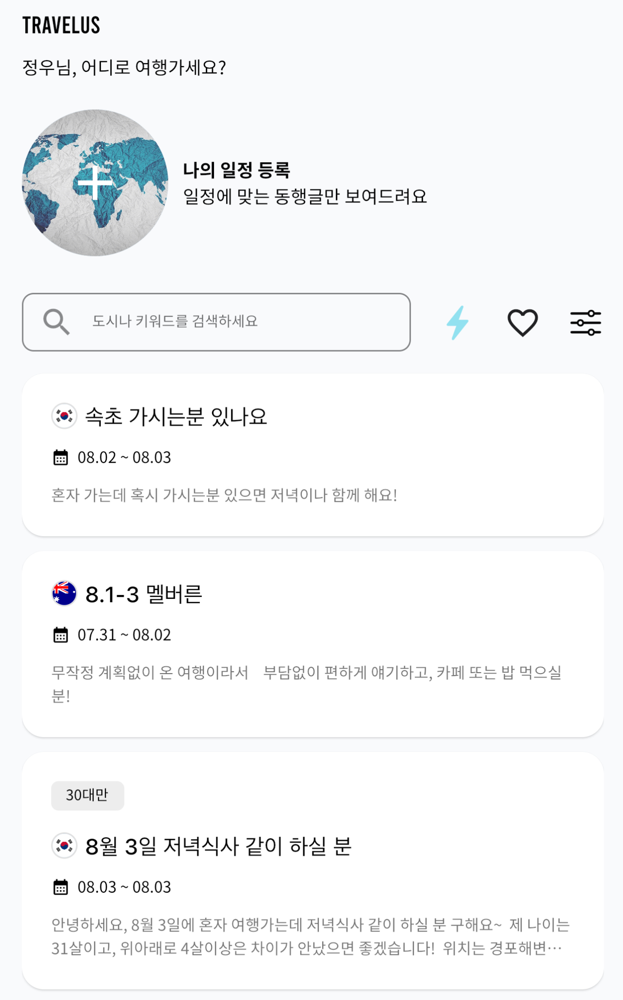 TRAVELUS
정우님, 어디로 여행가세요?
나의 일정 등록
일정에 맞는 동행글만 보여드려요
도시나 키워드를 검색하세요
속초 가시는분 있나요
08.02 ~ 08.03
혼자 가는데 혹시 가시는분 있으면 저녁이나 함께 해요!
8.1-3 멜버른
07.31 ~ 08.02
무작정 계획없이 온 여행이라서 부담없이 편하게 얘기하고, 카페 또는 밥 먹으실
분!
30대만
8월 3일 저녁식사 같이 하실 분
08.03 ~ 08.03
안녕하세요, 8월 3일에 혼자 여행가는데 저녁식사 같이 하실 분 구해요~ 제 나이는
31살이고, 위아래로 4살이상은 차이가 안났으면 좋겠습니다! 위치는 경포해변…